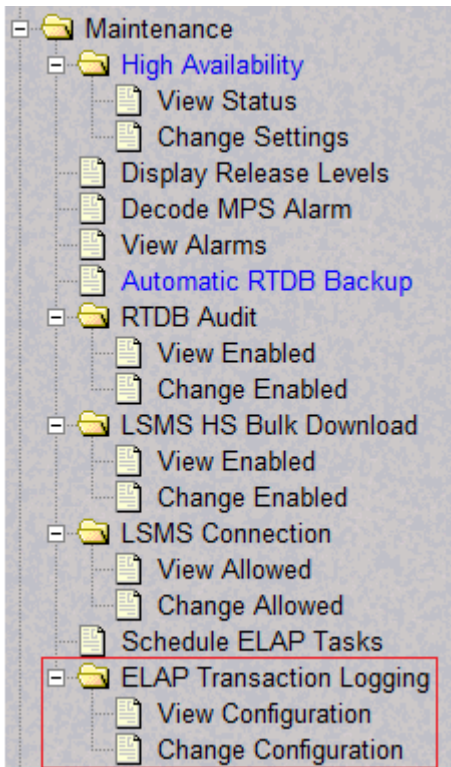 Maintenance
High Availability
View Status
Change Settings
Display Release Levels
Decode MPS Alarm
View Alarms
Automatic RTDB Backup
RTDB Audit
View Enabled
Change Enabled
LSMS HS Bulk Download
View Enabled
Change Enabled
LSMS Connection
View Allowed
Change Allowed
Schedule ELAP Tasks
ELAP Transaction Logging
View Configuration
Change Configuration